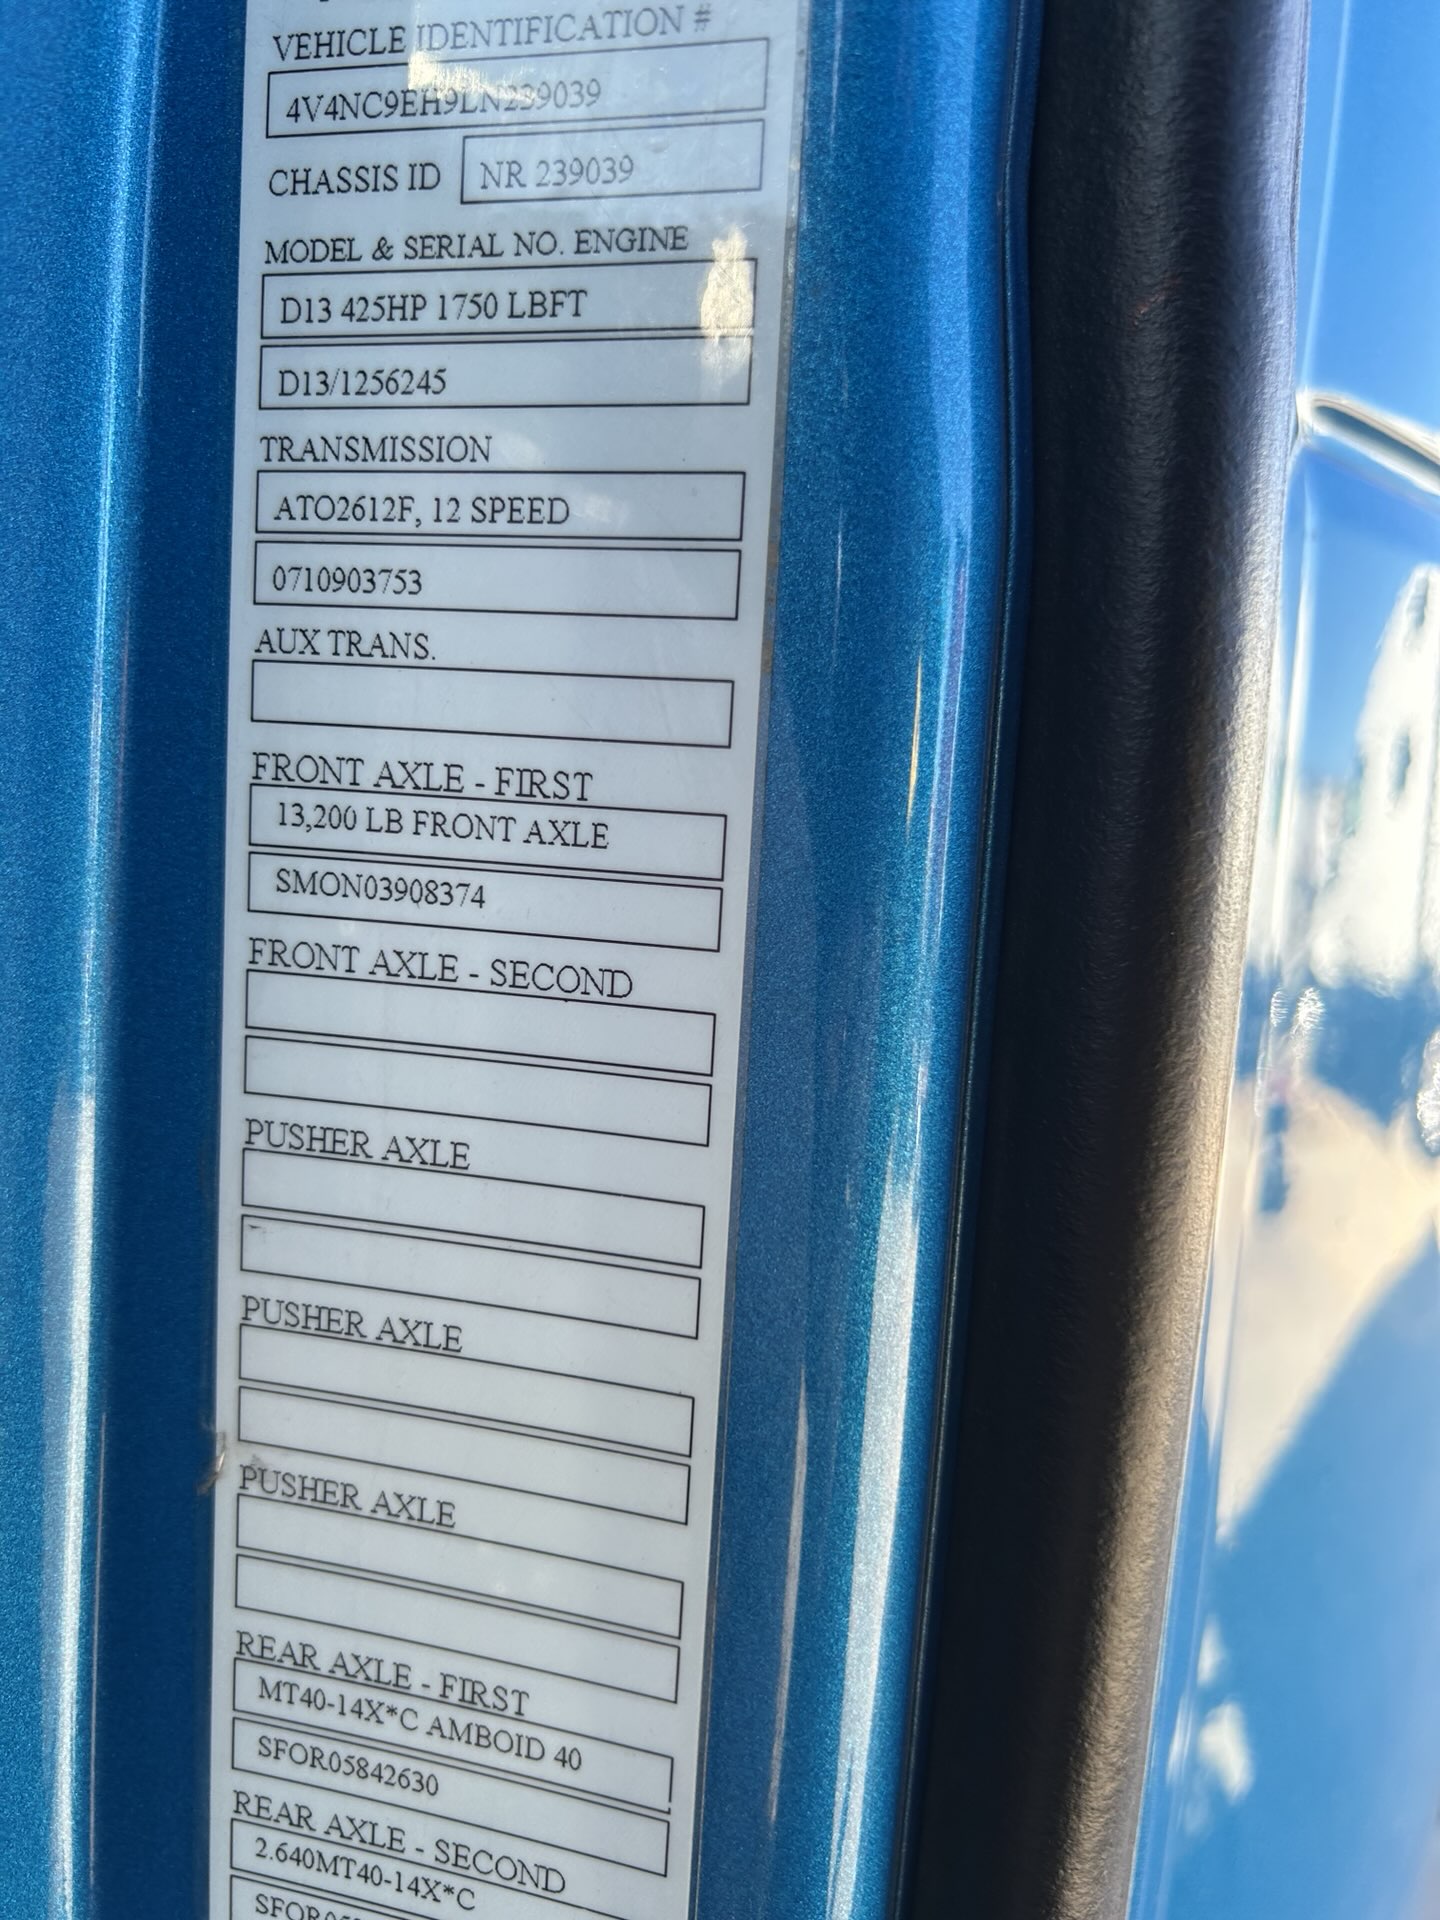 VEHICLE IDENTIFICATION #
4V4NC9EH9LN239039
CHASSIS ID NR 239039
MODEL & SERIAL NO. ENGINE
D13 425HP 1750 LBFT
D13/1256245
TRANSMISSION
ATO2612F, 12 SPEED
0710903753
AUX TRANS.
FRONT AXLE - FIRST
13,200 LB FRONT AXLE
SMON03908374
FRONT AXLE - SECOND
PUSHER AXLE
PUSHER AXLE
PUSHER AXLE
REAR AXLE - FIRST
MT40-14X*C AMBOID 40
SFOR05842630
REAR AXLE - SECOND
2.640MT40-14X*C